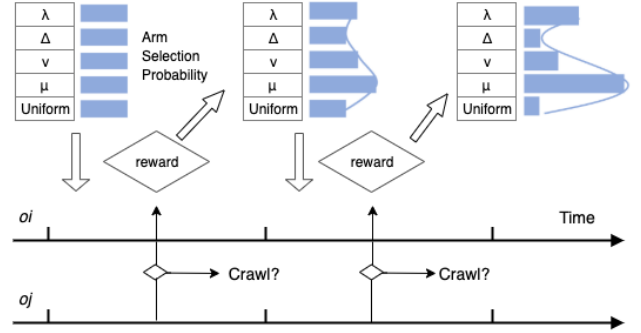 λ
Δ
ν
μ
Uniform
Arm
Selection
Probability
λ
Δ
ν
μ
Uniform
λ
Δ
ν
μ
Uniform
reward
reward
oi
Time
Crawl?
Crawl?
oj